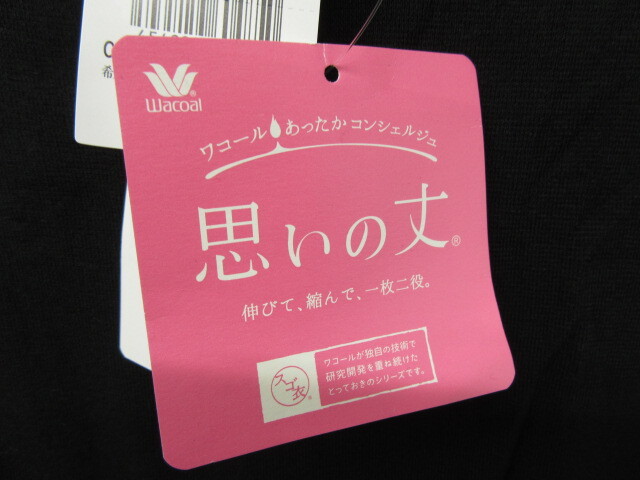 希
Wacoal
ワコールあったかコンシェルジュ
思いの丈®
伸びて、縮んで、一枚二役。
スゴ衣®
ワコールが独自の技術で
研究開発を重ね続けた
とっておきのシリーズです。